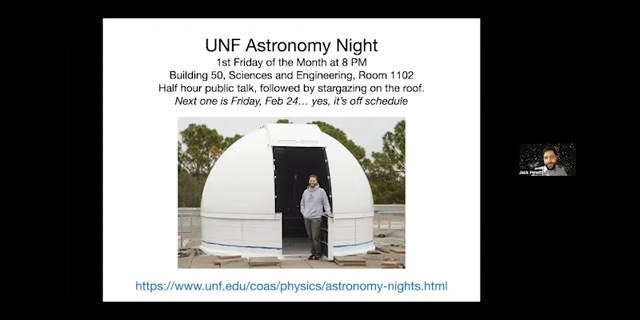 UNF Astronomy Night
1st Friday of the Month at 8 PM
Building 50, Sciences and Engineering, Room 1102
Half hour public talk, followed by stargazing on the roof.
Next one is Friday, Feb 24... yes, it's off schedule
https://www.unf.edu/coas/physics/astronomy-nights.html
Jack Hewitt